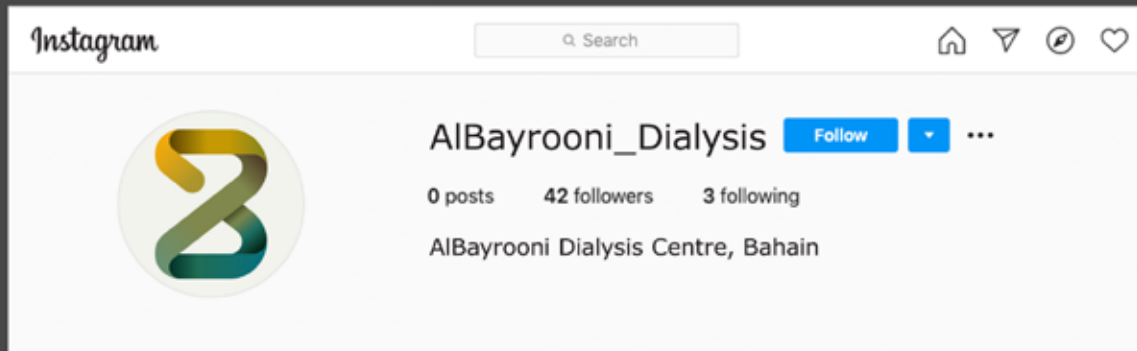 Instagram
Search
AlBayrooni_Dialysis Follow
0 posts 42 followers 3 following
AlBayrooni Dialysis Centre, Bahain